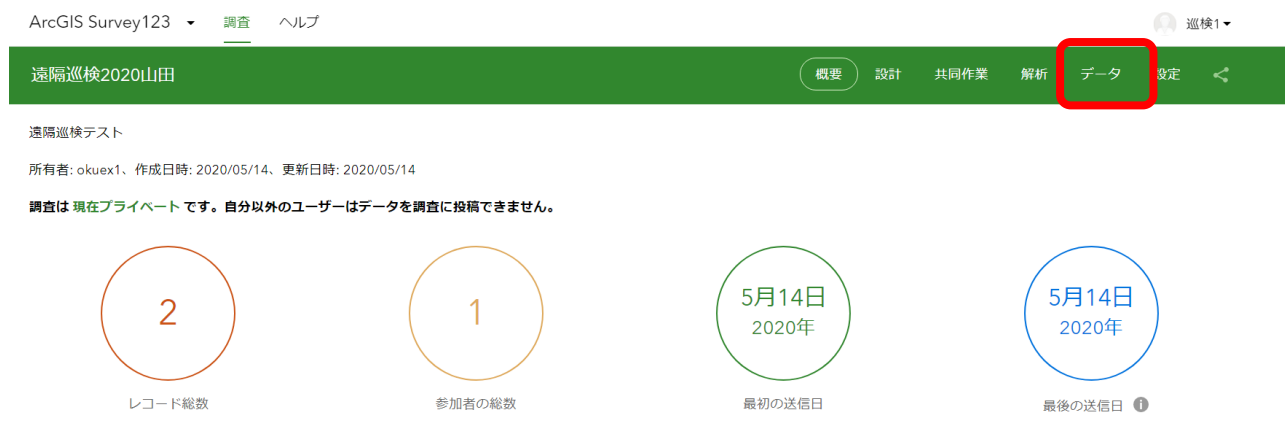 ArcGIS Survey123 調査 ヘルプ 巡検1
遠隔巡検2020山田 概要 設計 共同作業 解析 データ 設定
遠隔巡検テスト
所有者: okuex1、作成日時: 2020/05/14、更新日時: 2020/05/14
調査は 現在プライベート です。自分以外のユーザーはデータを調査に投稿できません。
2 1 5月14日 5月14日
2020年 2020年
レコード総数 参加者の総数 最初の送信日 最後の送信日